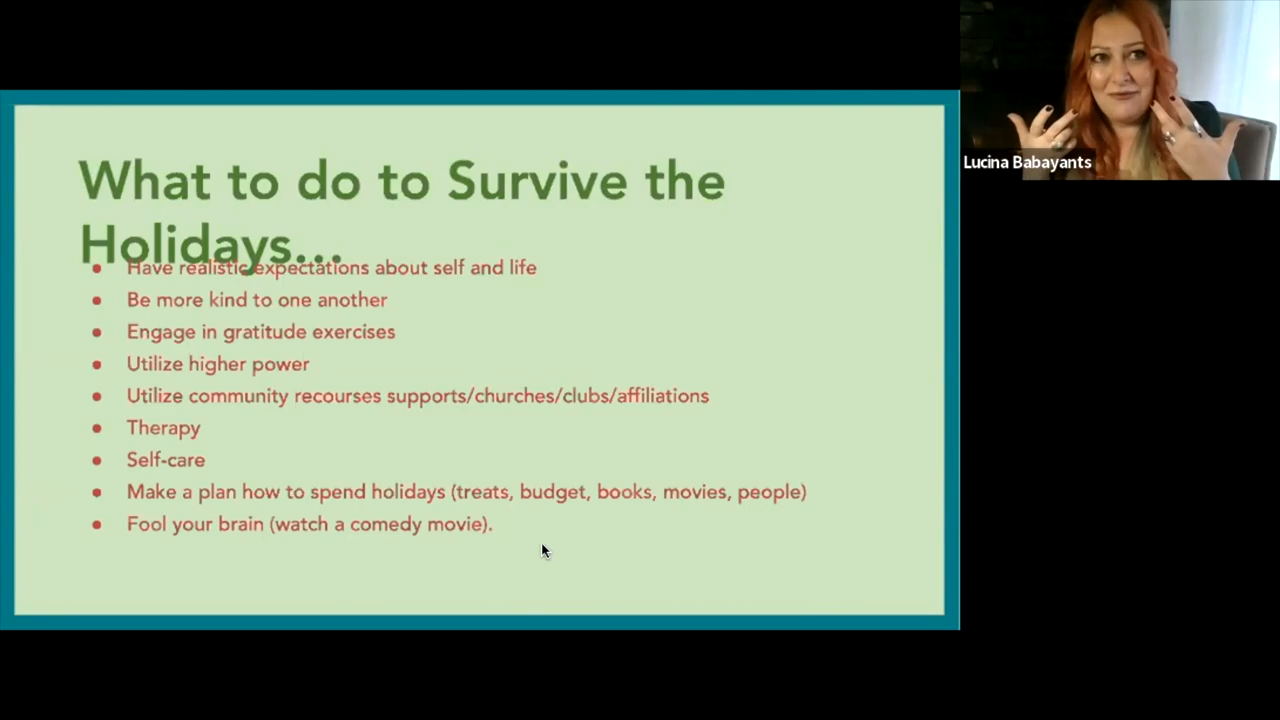 What to do to Survive the
Holidays...
• Have realistic expectations about self and life
• Be more kind to one another
• Engage in gratitude exercises
• Utilize higher power
• Utilize community recourses supports/churches/clubs/affiliations
• Therapy
• Self-care
• Make a plan how to spend holidays (treats, budget, books, movies, people)
• Fool your brain (watch a comedy movie).
Lucina Babayants